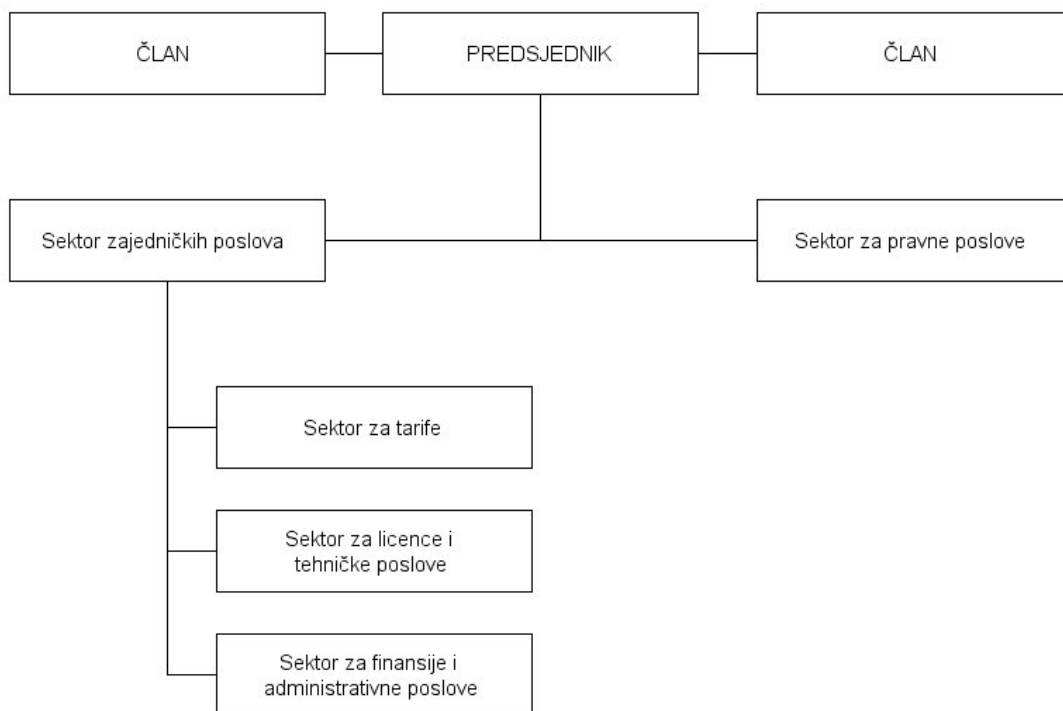 ČLAN
PREDSJEDNIK
ČLAN
Sektor zajedničkih poslova
Sektor za pravne poslove
Sektor za tarife
Sektor za licence i
tehničke poslove
Sektor za finansije i
administrativne poslove